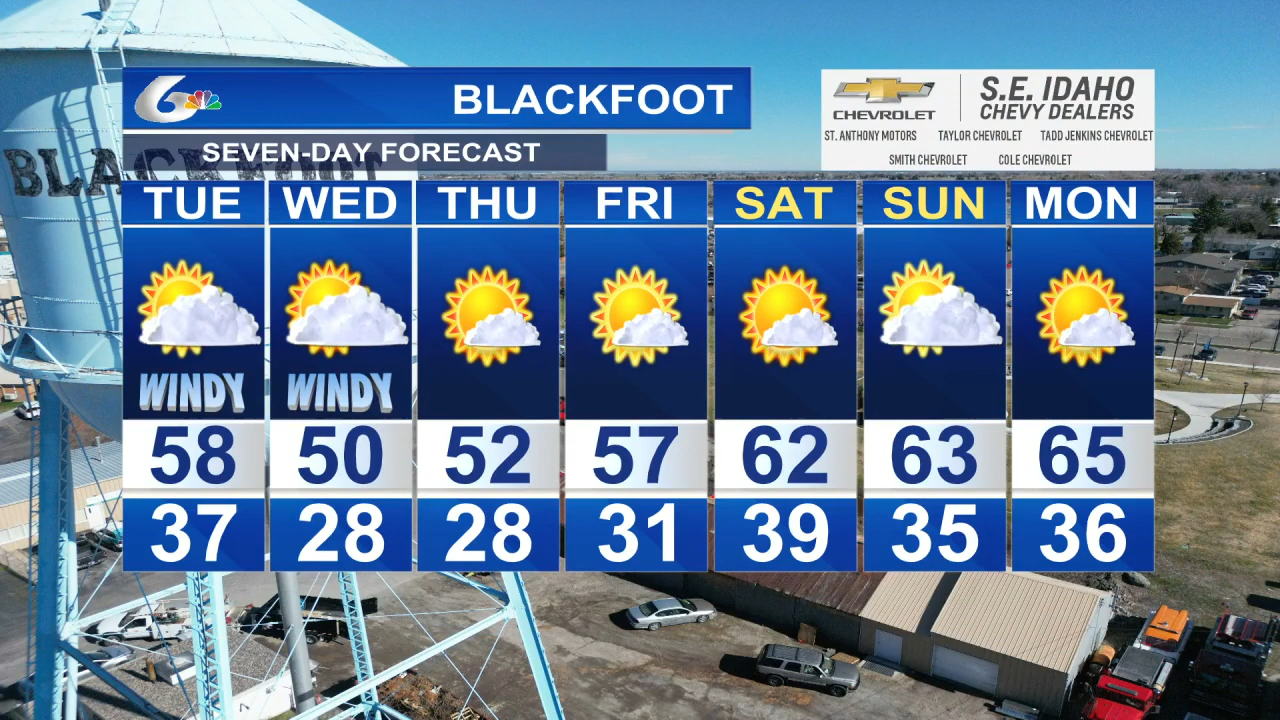 6
BLACKFOOT
SEVEN-DAY FORECAST
CHEVROLET
S.E. IDAHO
CHEVY DEALERS
ST. ANTHONY MOTORS TAYLOR CHEVROLET TADD JENKINS CHEVROLET
SMITH CHEVROLET COLE CHEVROLET
BLACKFOOT
TUE WED THU FRI SAT SUN MON
WINDY WINDY
58 50 52 57 62 63 65
37 28 28 31 39 35 36